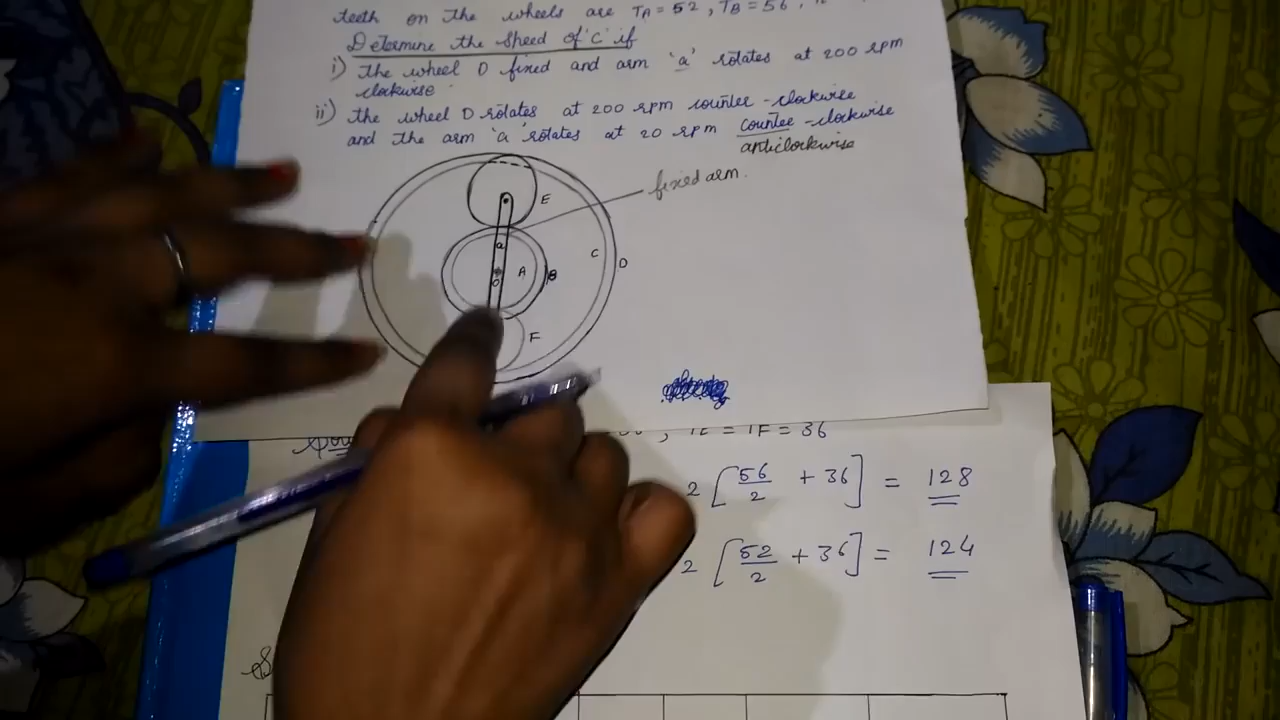 teeth on the wheels are TA = 52, TB = 56,
Determine the speed of 'C' if
i) the wheel D fixed and arm 'a' rotates at 200 rpm
clockwise.
ii) the wheel D rotates at 200 rpm counter-clockwise
and the arm 'a' rotates at 20 rpm counter-clockwise
anticlockwise
fixed arm.
E
a
C
D
A
B
O
F
, TE = TF = 36
2 [56/2 + 36] = 128
2 [52/2 + 36] = 124